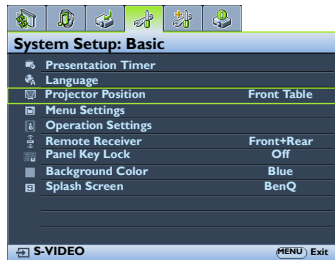 System Setup: Basic
Presentation Timer
Language
Projector Position Front Table
Menu Settings
Operation Settings
Remote Receiver Front+Rear
Panel Key Lock Off
Background Color Blue
Splash Screen BenQ
S-VIDEO MENU Exit